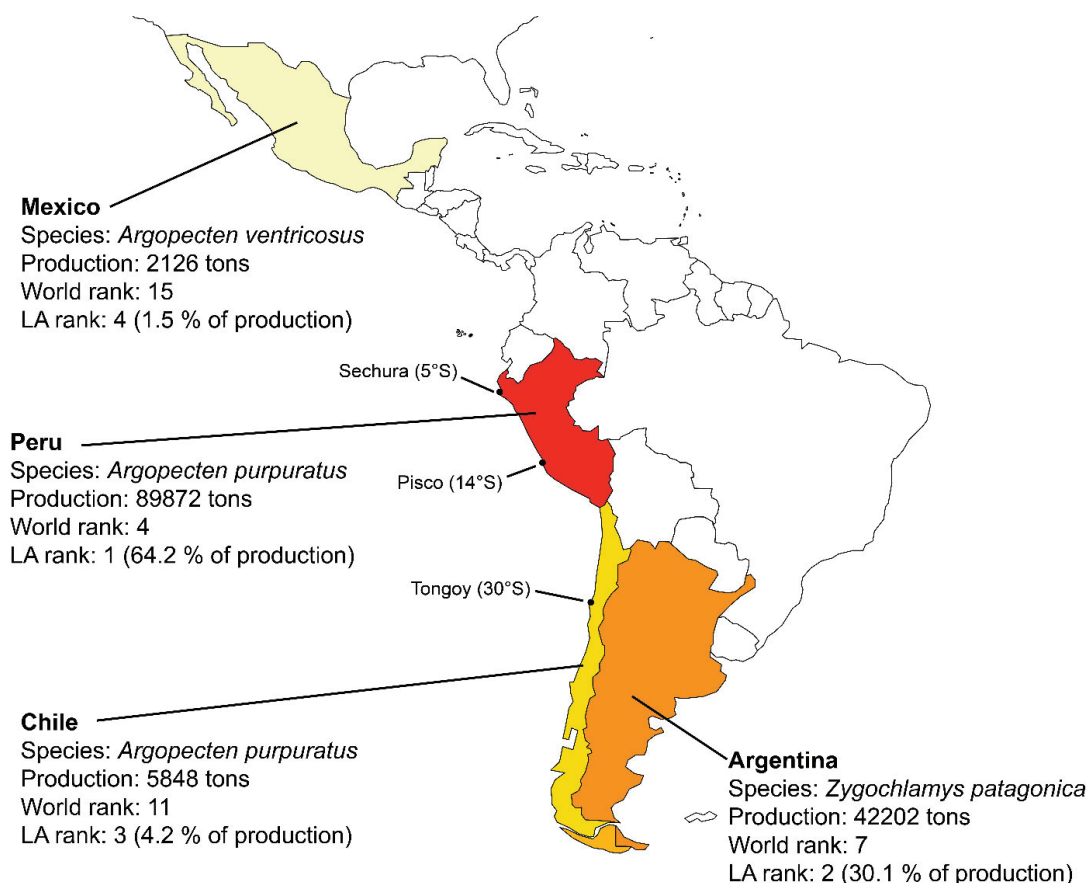 Mexico
Species: Argopecten ventricosus
Production: 2126 tons
World rank: 15
LA rank: 4 (1.5 % of production)
Sechura (5°S)
Peru
Species: Argopecten purpuratus
Production: 89872 tons
World rank: 4
LA rank: 1 (64.2 % of production)
Pisco (14°S)
Tongoy (30°S)
Chile
Species: Argopecten purpuratus
Production: 5848 tons
World rank: 11
LA rank: 3 (4.2 % of production)
Argentina
Species: Zygochlamys patagonica
Production: 42202 tons
World rank: 7
LA rank: 2 (30.1 % of production)